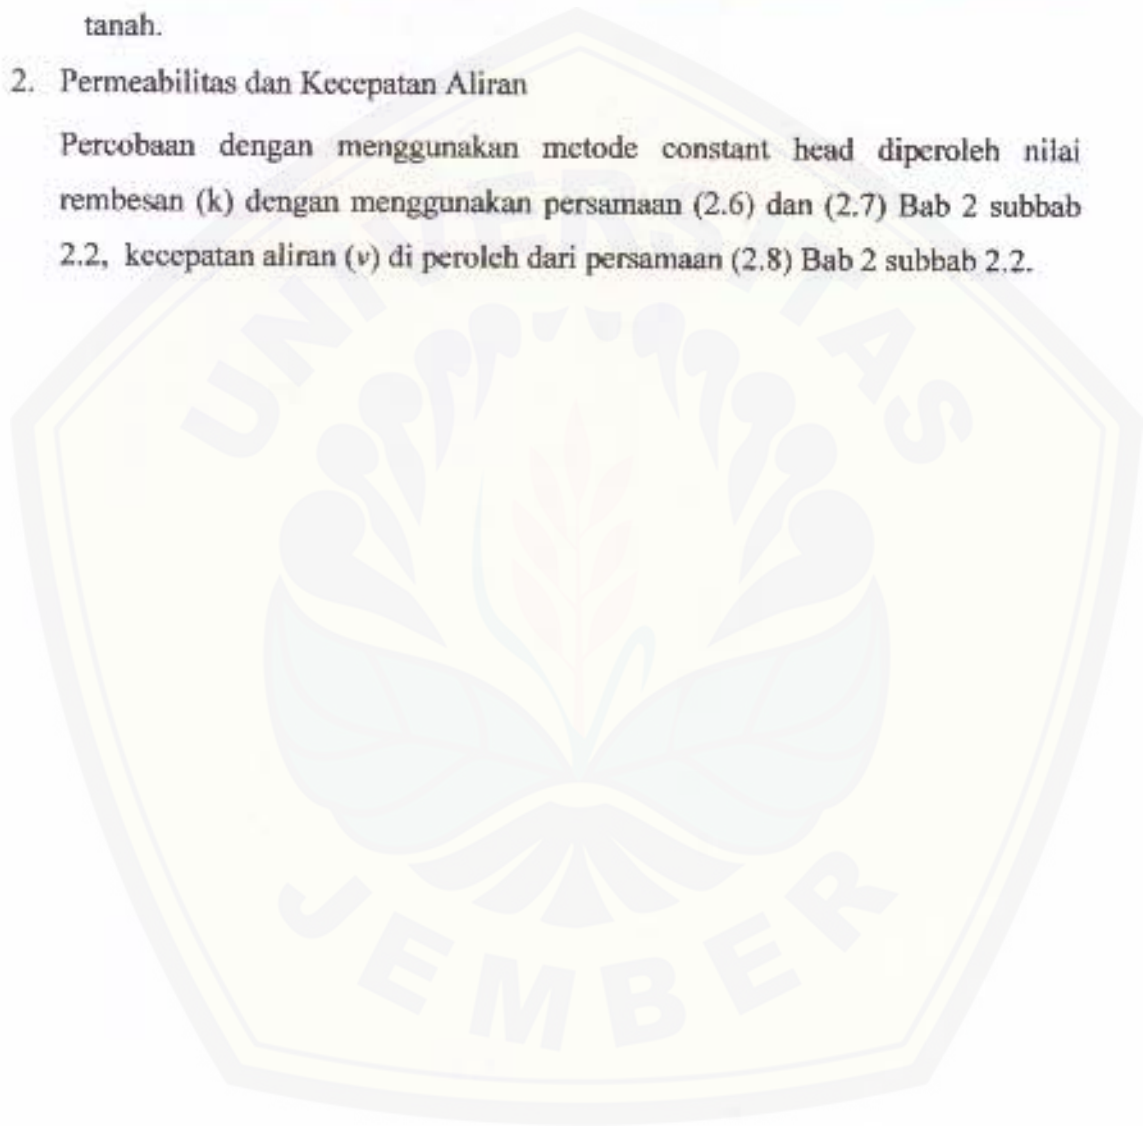 tanah.
2. Permeabilitas dan Kecepatan Aliran
Percobaan dengan menggunakan metode constant head diperoleh nilai
rembesan (k) dengan menggunakan persamaan (2.6) dan (2.7) Bab 2 subbab
2.2, kecepatan aliran (v) di peroleh dari persamaan (2.8) Bab 2 subbab 2.2.
UNIVERSITAS
JEMBER